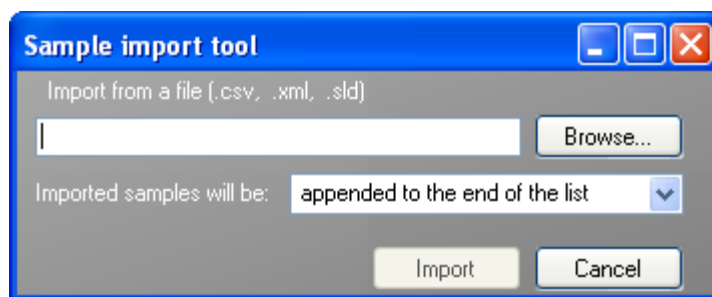 Sample import tool
Import from a file (.csv, .xml, .sld)
Browse...
Imported samples will be: appended to the end of the list
Import Cancel